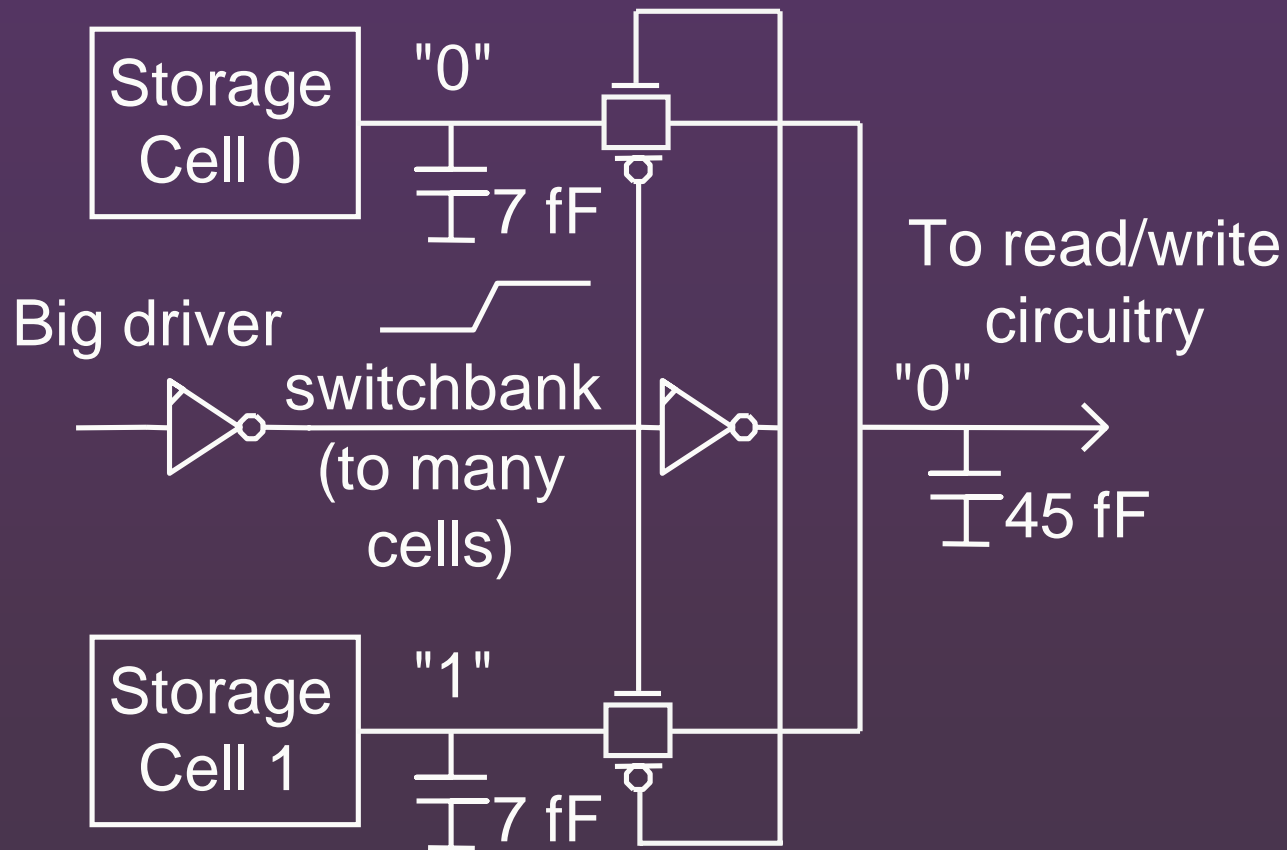 Storage
Cell 0
"0"
7 fF
Big driver
switchbank
(to many
cells)
To read/write
circuitry
"0"
45 fF
Storage
Cell 1
"1"
7 fF